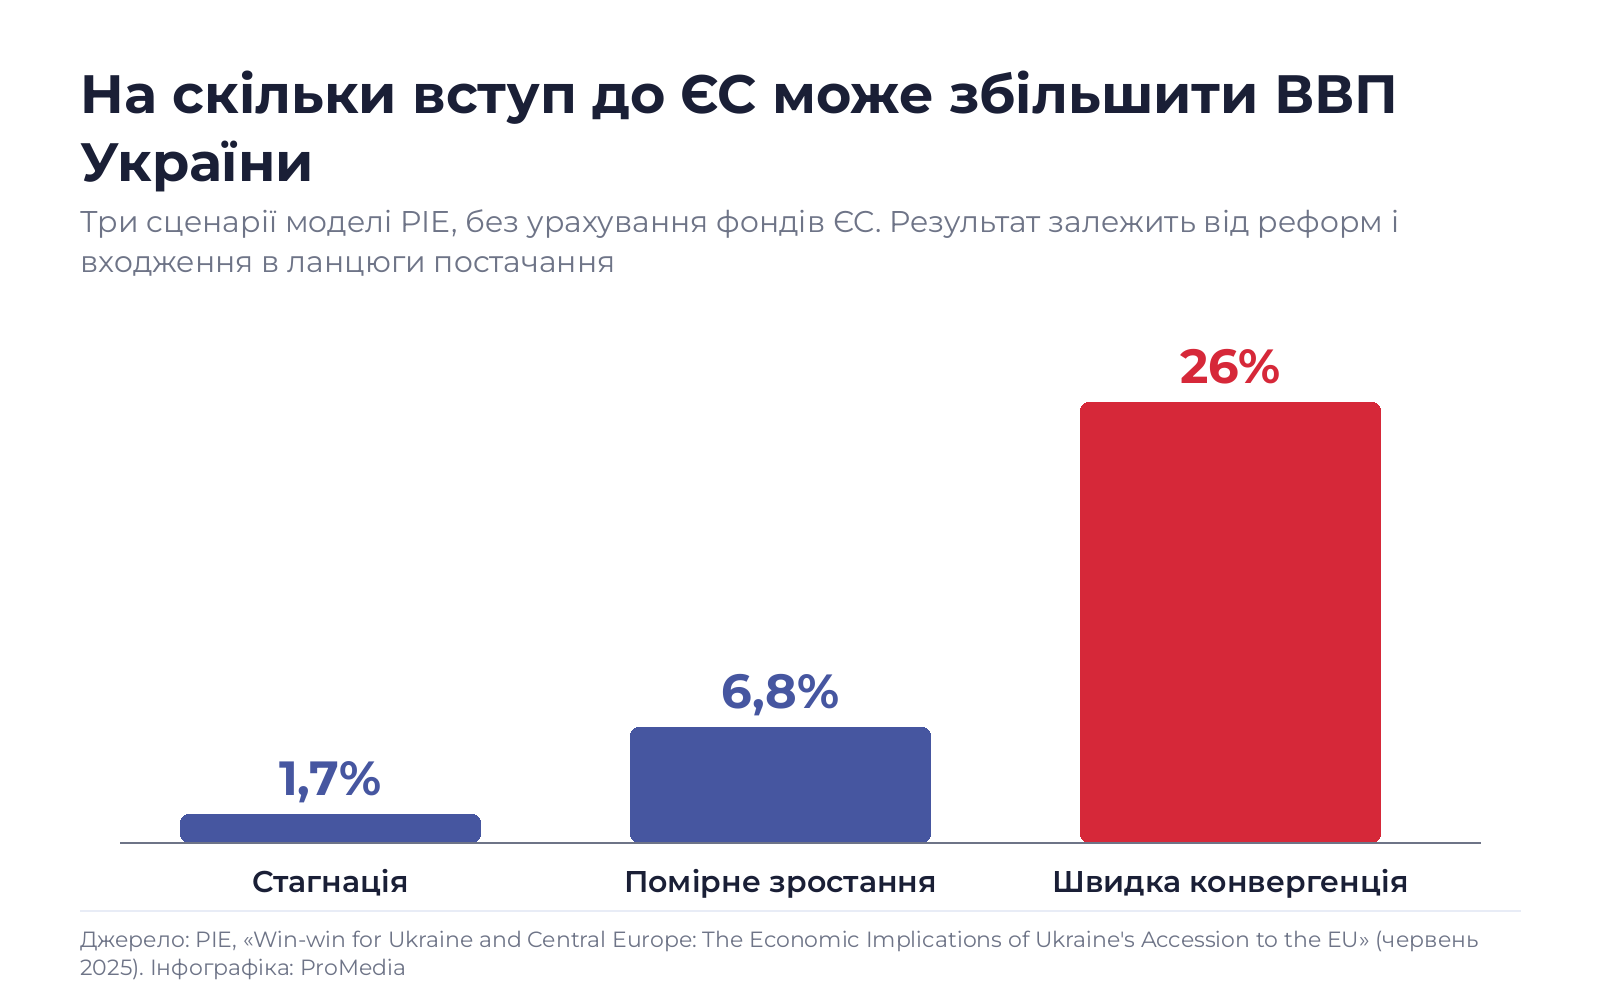 На скільки вступ до ЄС може збільшити ВВП
України
Три сценарії моделі PIE, без урахування фондів ЄС. Результат залежить від реформ і
входження в ланцюги постачання
26%
6,8%
1,7%
Стагнація
Помірне зростання
Швидка конвергенція
Джерело: PIE, «Win-win for Ukraine and Central Europe: The Economic Implications of Ukraine's Accession to the EU» (червень
2025). Інфографіка: ProMedia